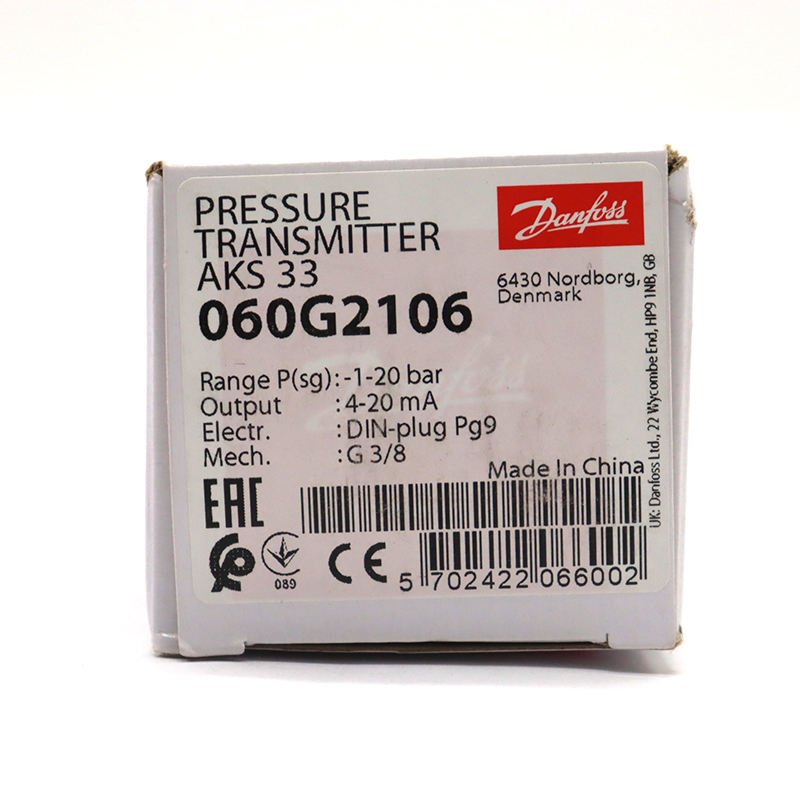 PRESSURE
TRANSMITTER
AKS 33
060G2106
Danfoss
6430 Nordborg,
Denmark
Range P(sg):-1-20 bar
Output :4-20 mA
Electr. :DIN-plug Pg9
Mech. :G 3/8
Made In China
UK: Danfoss Ltd., 22 Wycombe End, HP9 1NB, GB
EAC
089
CE
5 702422 066002